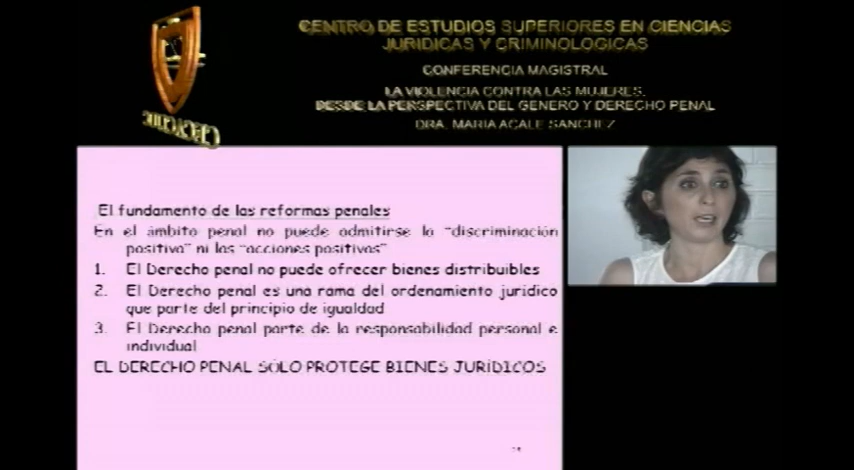 CENTRO DE ESTUDIOS SUPERIORES EN CIENCIAS
JURIDICAS Y CRIMINOLOGICAS
CONFERENCIA MAGISTRAL
LA VIOLENCIA CONTRA LAS MUJERES.
DESDE LA PERSPECTIVA DEL GENERO Y DERECHO PENAL
DRA. MARIA ACALE SANCHEZ
El fundamento de las reformas penales
En el ámbito penal no puede admitirse la "discriminación
positiva" ni las "acciones positivas"
1. El Derecho penal no puede ofrecer bienes distribuibles
2. El Derecho penal es una rama del ordenamiento jurídico
que parte del principio de igualdad
3. El Derecho penal parte de la responsabilidad personal e
individual
EL DERECHO PENAL SÓLO PROTEGE BIENES JURÍDICOS